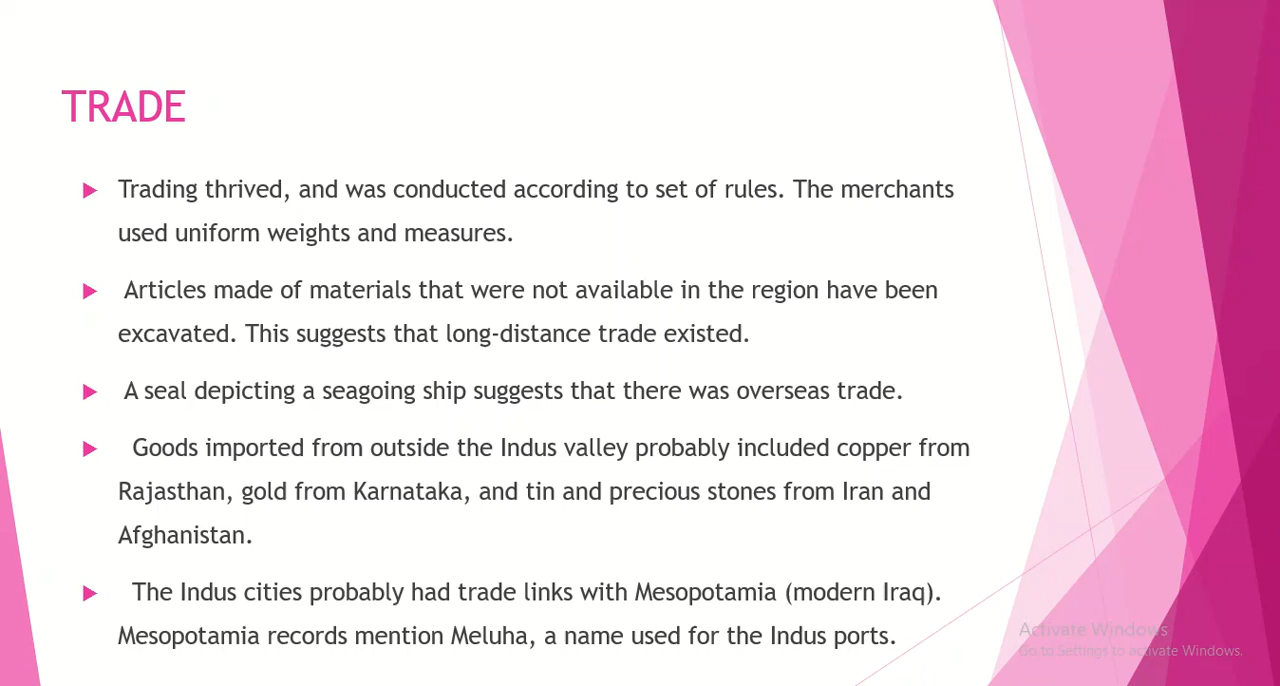 TRADE
Trading thrived, and was conducted according to set of rules. The merchants
used uniform weights and measures.
Articles made of materials that were not available in the region have been
excavated. This suggests that long-distance trade existed.
A seal depicting a seagoing ship suggests that there was overseas trade.
Goods imported from outside the Indus valley probably included copper from
Rajasthan, gold from Karnataka, and tin and precious stones from Iran and
Afghanistan.
The Indus cities probably had trade links with Mesopotamia (modern Iraq).
Mesopotamia records mention Meluha, a name used for the Indus ports.
Activate Windows
Go to Settings to activate Windows.